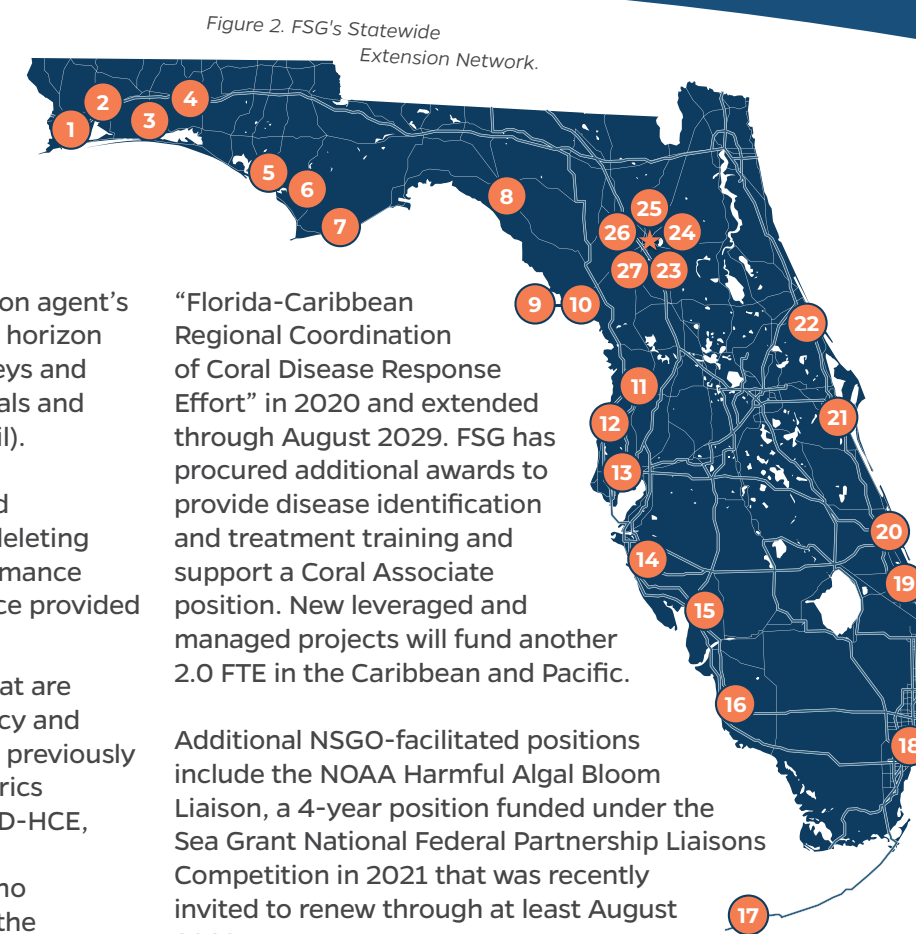 Figure 2. FSG's Statewide
Extension Network.
1
2
3
4
5
6
7
8
25
26
24
27
23
9
10
22
11
12
21
13
20
14
19
15
16
18
17
on agent's
horizon
eys and
als and
il).
d
deleting
mance
ce provided
at are
cy and
previously
rics
D-HCE,
no
the
“Florida-Caribbean
Regional Coordination
of Coral Disease Response
Effort” in 2020 and extended
through August 2029. FSG has
procured additional awards to
provide disease identification
and treatment training and
support a Coral Associate
position. New leveraged and
managed projects will fund another
2.0 FTE in the Caribbean and Pacific.
Additional NSGO-facilitated positions
include the NOAA Harmful Algal Bloom
Liaison, a 4-year position funded under the
Sea Grant National Federal Partnership Liaisons
Competition in 2021 that was recently
invited to renew through at least August